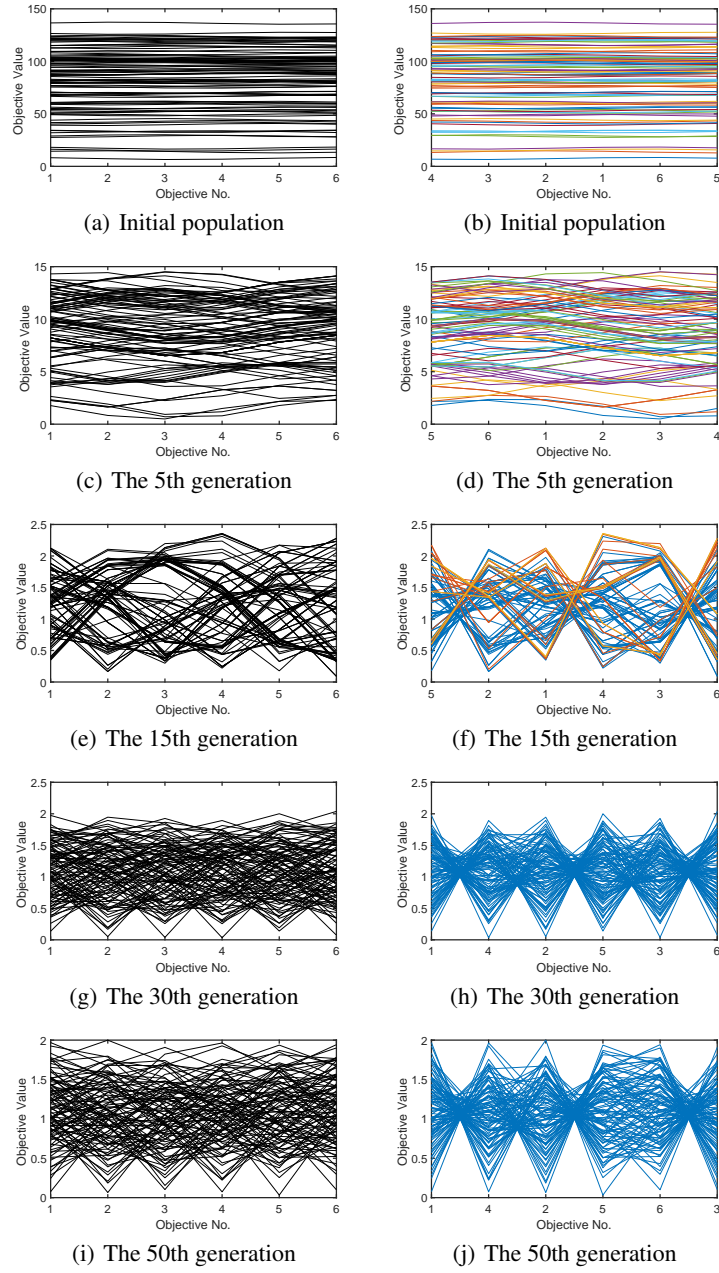 150
100
50
0
Objective Value
1 2 3 4 5 6
Objective No.
(a) Initial population
150
100
50
0
Objective Value
4 3 2 1 6 5
Objective No.
(b) Initial population
15
10
5
0
Objective Value
1 2 3 4 5 6
Objective No.
(c) The 5th generation
15
10
5
0
Objective Value
5 6 1 2 3 4
Objective No.
(d) The 5th generation
2.5
2
1.5
1
0.5
0
Objective Value
1 2 3 4 5 6
Objective No.
(e) The 15th generation
2.5
2
1.5
1
0.5
0
Objective Value
5 2 1 4 3 6
Objective No.
(f) The 15th generation
2.5
2
1.5
1
0.5
0
Objective Value
1 2 3 4 5 6
Objective No.
(g) The 30th generation
2.5
2
1.5
1
0.5
0
Objective Value
1 4 2 5 3 6
Objective No.
(h) The 30th generation
2
1.5
1
0.5
0
Objective Value
1 2 3 4 5 6
Objective No.
(i) The 50th generation
2
1.5
1
0.5
0
Objective Value
1 4 2 5 6 3
Objective No.
(j) The 50th generation